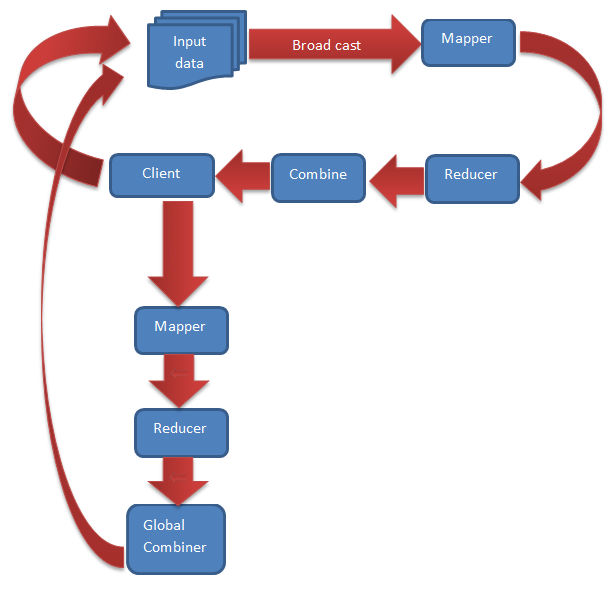 Input
data
Broad cast
Mapper
Client
Combine
Reducer
Mapper
Reducer
Global
Combiner